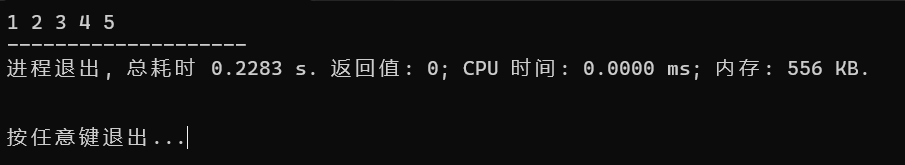 1 2 3 4 5
--------------------
进程退出, 总耗时 0.2283 s. 返回值: 0; CPU 时间: 0.0000 ms; 内存: 556 KB.
按任意键退出...